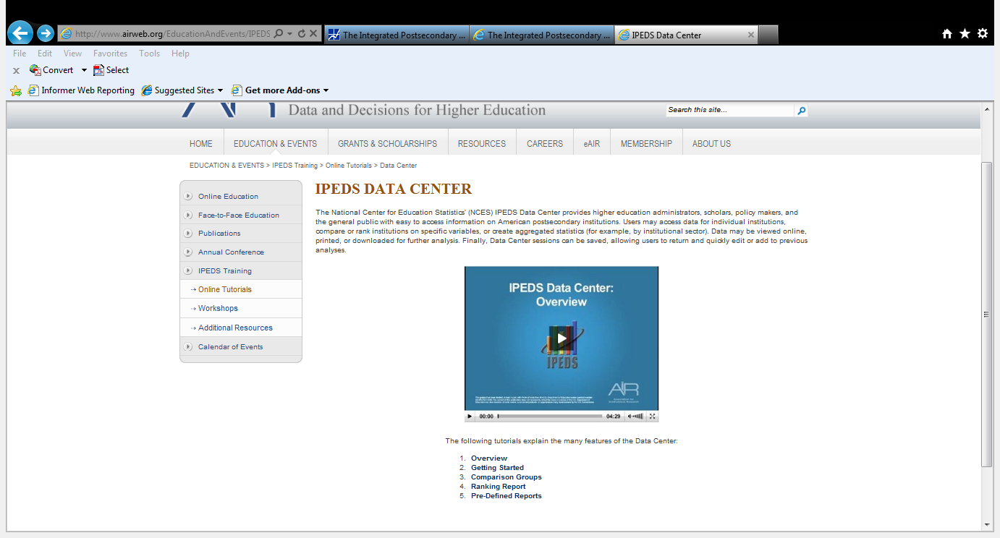 http://www.airweb.org/EducationAndEvents/IPEDS
The Integrated Postsecondary ...
The Integrated Postsecondary ...
IPEDS Data Center
File Edit View Favorites Tools Help
Convert Select
Informer Web Reporting Suggested Sites Get more Add-ons
Data and Decisions for Higher Education
Search this site...
HOME EDUCATION & EVENTS GRANTS & SCHOLARSHIPS RESOURCES CAREERS eAIR MEMBERSHIP ABOUT US
EDUCATION & EVENTS > IPEDS Training > Online Tutorials > Data Center
Online Education
Face-to-Face Education
Publications
Annual Conference
IPEDS Training
Online Tutorials
Workshops
Additional Resources
Calendar of Events
IPEDS DATA CENTER
The National Center for Education Statistics' (NCES) IPEDS Data Center provides higher education administrators, scholars, policy makers, and
the general public with easy to access information on American postsecondary institutions. Users may access data for individual institutions,
compare or rank institutions on specific variables, or create aggregated statistics (for example, by institutional sector). Data may be viewed online,
printed, or downloaded for further analysis. Finally, Data Center sessions can be saved, allowing users to return and quickly edit or add to previous
analyses.
IPEDS Data Center:
Overview
IPEDS
AIR
Association for
Institutional Research
00:00 04:29
The following tutorials explain the many features of the Data Center:
1. Overview
2. Getting Started
3. Comparison Groups
4. Ranking Report
5. Pre-Defined Reports